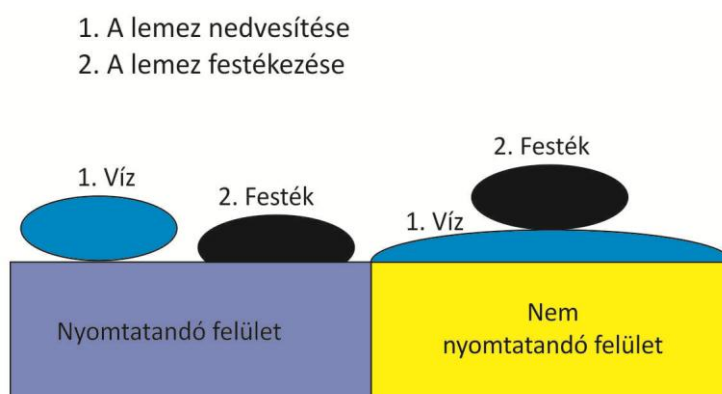 1. A lemez nedvesítése
2. A lemez festékezése
1. Víz
2. Festék
2. Festék
1. Víz
Nyomtatandó felület
Nem
nyomtatandó felület